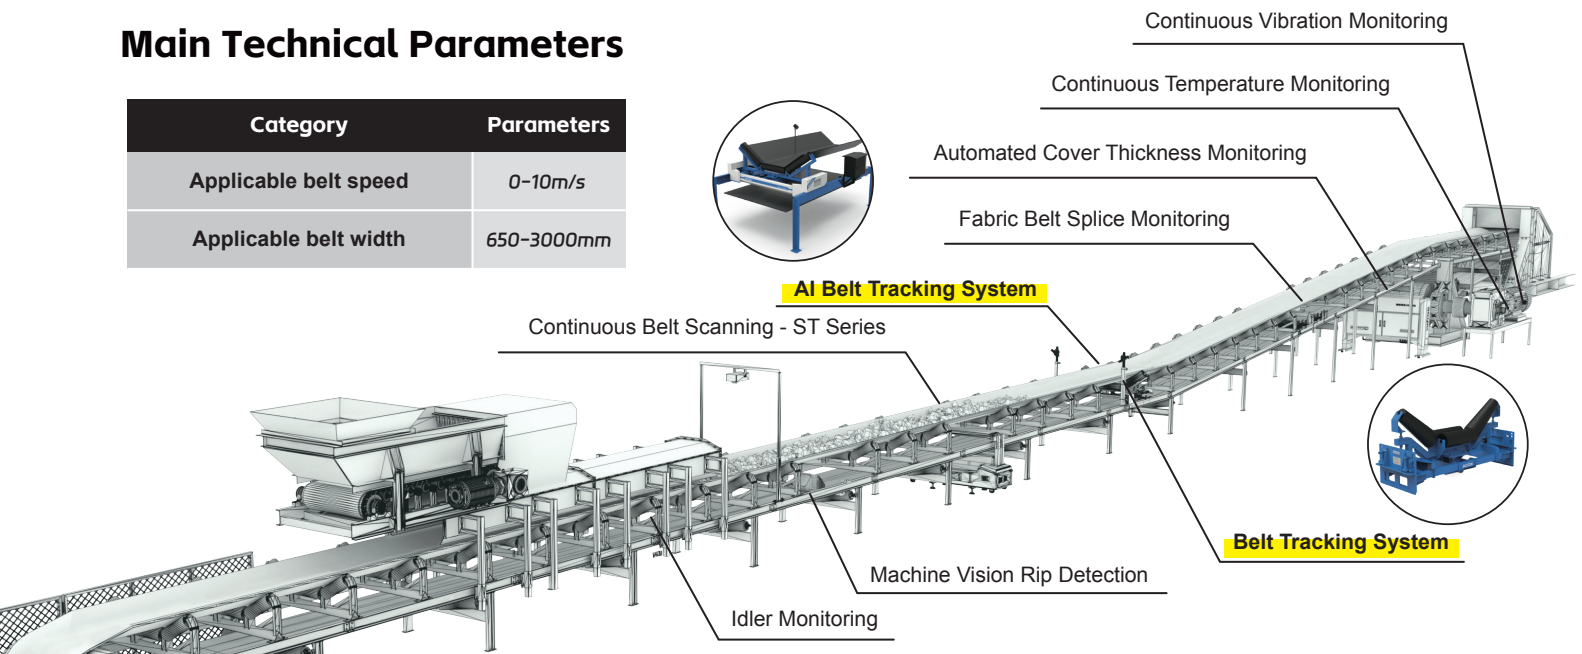 Main Technical Parameters
Category Parameters
Applicable belt speed 0-10m/s
Applicable belt width 650-3000mm
Continuous Vibration Monitoring
Continuous Temperature Monitoring
Automated Cover Thickness Monitoring
Fabric Belt Splice Monitoring
AI Belt Tracking System
Continuous Belt Scanning - ST Series
Belt Tracking System
Machine Vision Rip Detection
Idler Monitoring